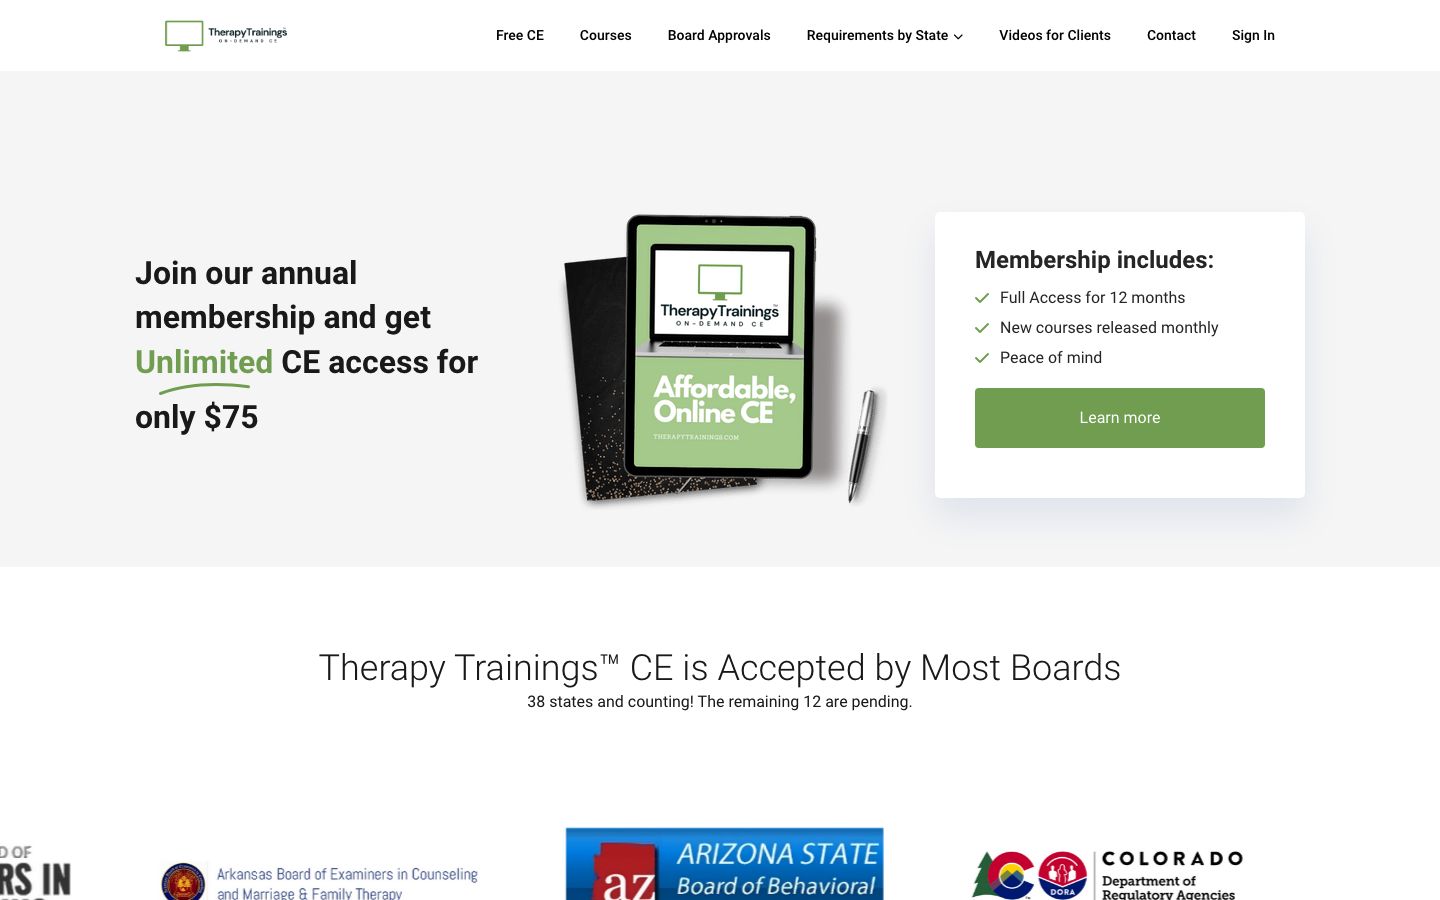 TherapyTrainings
ON-DEMAND CE
Free CE
Courses
Board Approvals
Requirements by State
Videos for Clients
Contact
Sign In
Join our annual
membership and get
Unlimited CE access for
only $75
TherapyTrainings™
ON-DEMAND CE
Affordable,
Online CE
THERAPYTRAININGS.COM
Membership includes:
Full Access for 12 months
New courses released monthly
Peace of mind
Learn more
Therapy Trainings™ CE is Accepted by Most Boards
38 states and counting! The remaining 12 are pending.
D OF
RS IN
Arkansas Board of Examiners in Counseling
and Marriage & Family Therapy
az
ARIZONA STATE
Board of Behavioral
DORA
COLORADO
Department of
Regulatory Agencies